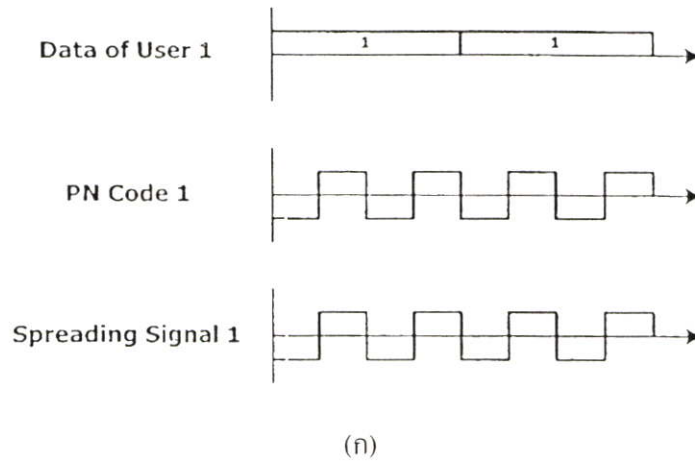 Data of User 1
1 1
PN Code 1
Spreading Signal 1
(ก)